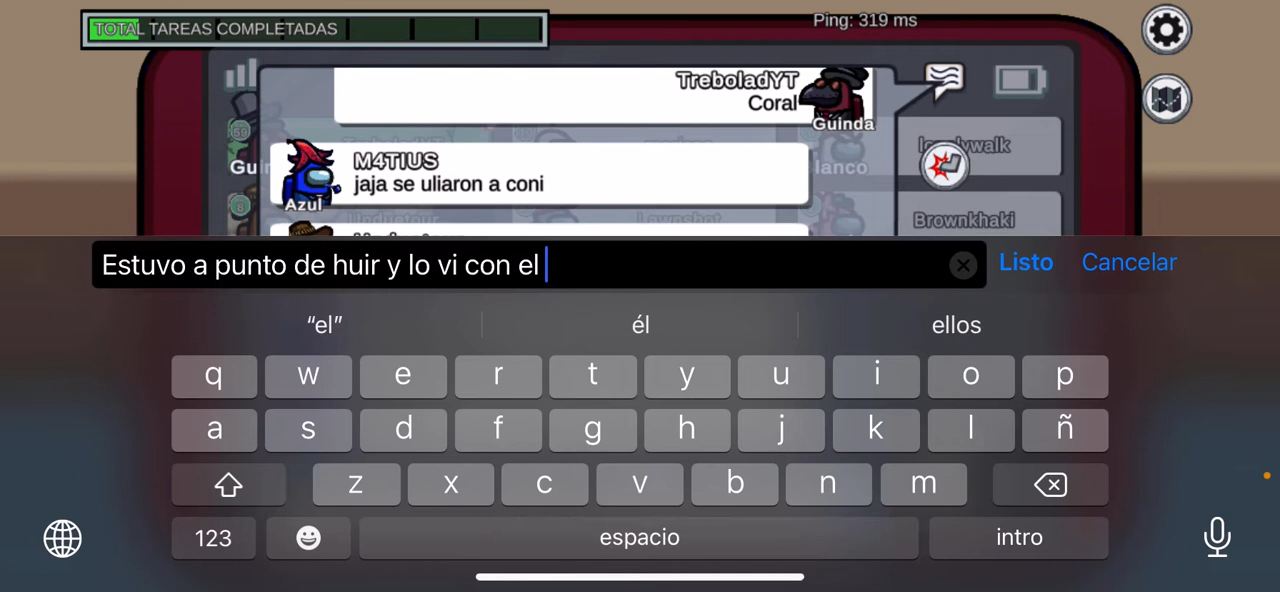 TOTAL TAREAS COMPLETADAS
Ping: 319 ms
TreboladYT
Coral
Guinda
M4TIUS
jaja se uliaron a coni
Azul
lanco
Brownkhaki
Estuvo a punto de huir y lo vi con el
Listo
Cancelar
“el”
él
ellos
q w e r t y u i o p
a s d f g h j k l ñ
z x c v b n m
123
espacio
intro